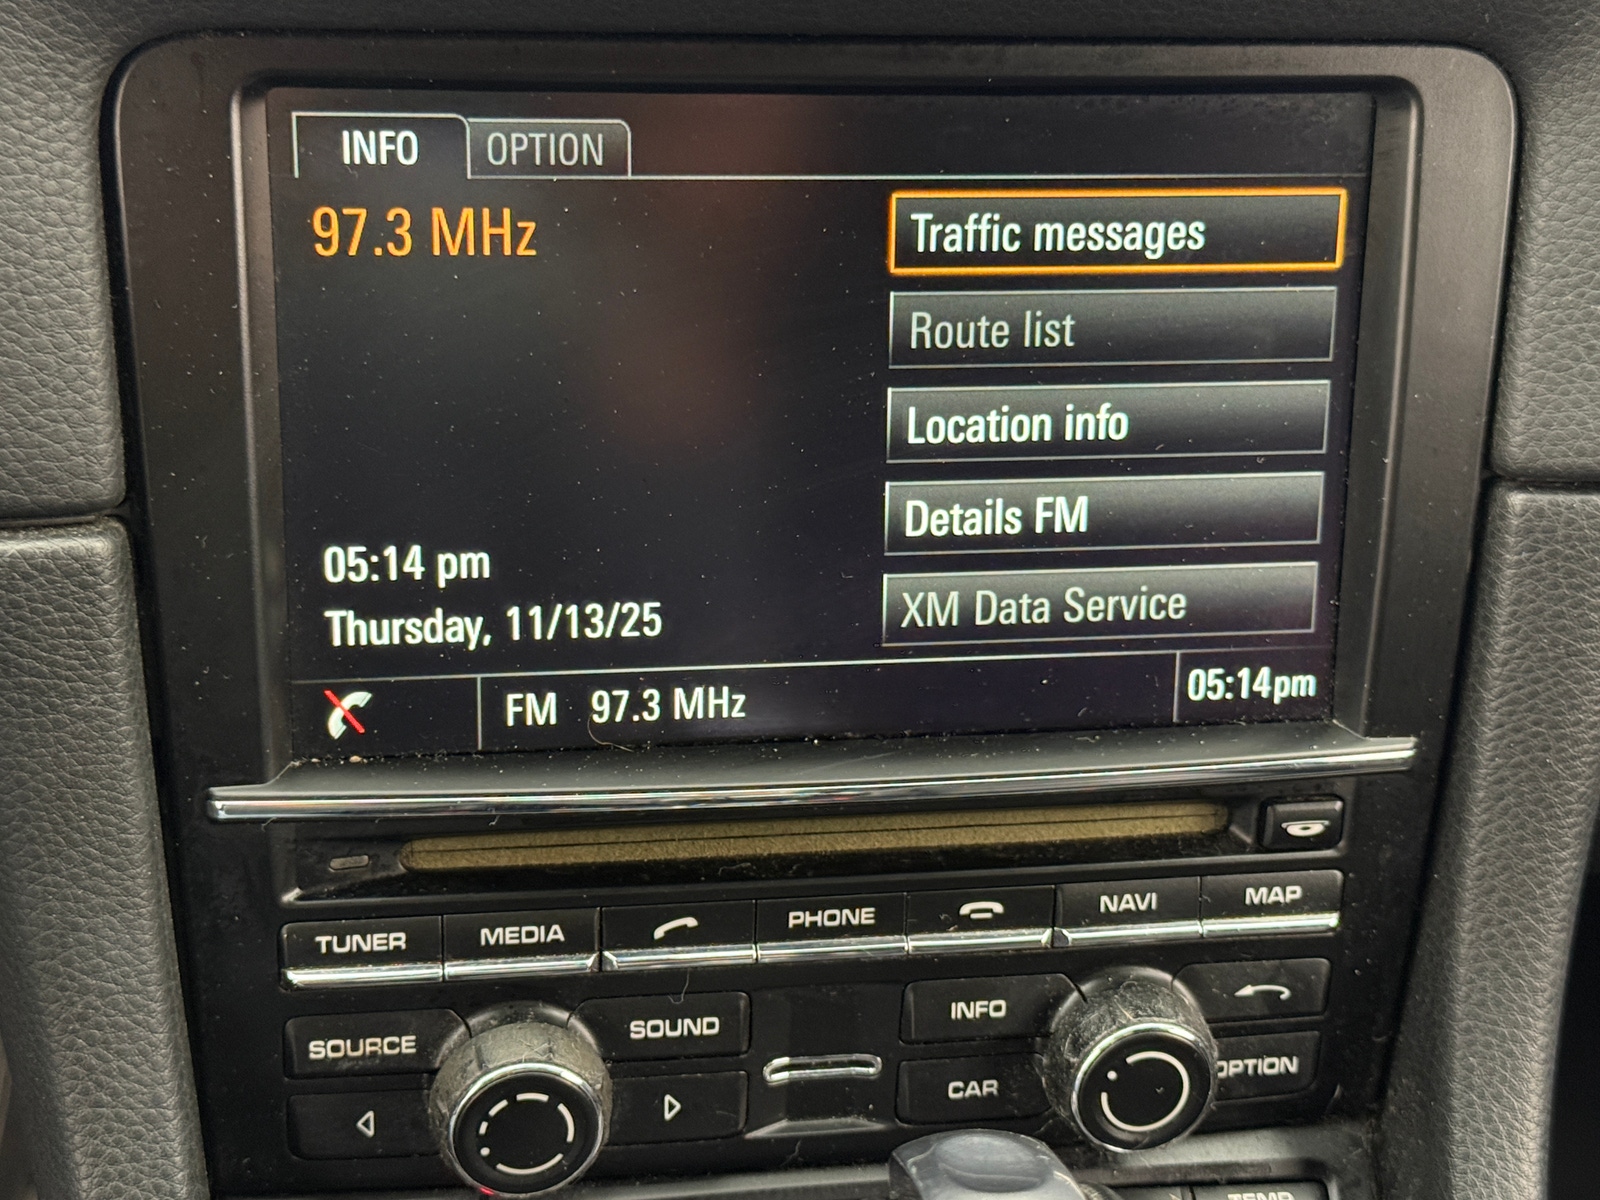 INFO OPTION
97.3 MHz
Traffic messages
Route list
Location info
Details FM
XM Data Service
05:14 pm
Thursday, 11/13/25
FM 97.3 MHz
05:14pm
TUNER MEDIA PHONE NAVI MAP
SOURCE SOUND INFO
CAR OPTION
TEMP